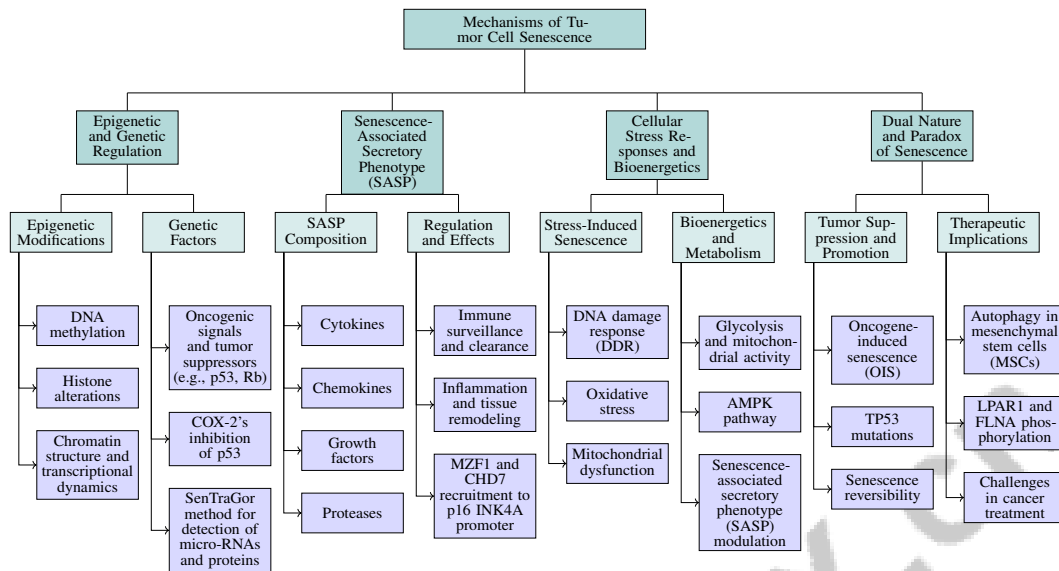 Mechanisms of Tu-
mor Cell Senescence
Epigenetic
and Genetic
Regulation
Senescence-
Associated
Secretory
Phenotype
(SASP)
Cellular
Stress Re-
sponses and
Bioenergetics
Dual Nature
and Paradox
of Senescence
Epigenetic
Modifications
Genetic
Factors
SASP
Composition
Regulation
and Effects
Stress-Induced
Senescence
Bioenergetics
and
Metabolism
Tumor Sup-
pression and
Promotion
Therapeutic
Implications
DNA
methylation
Histone
alterations
Chromatin
structure and
transcriptional
dynamics
Oncogenic
signals
and tumor
suppressors
(e.g., p53, Rb)
COX-2's
inhibition
of p53
SenTraGor
method for
detection of
micro-RNAs
and proteins
Cytokines
Chemokines
Growth
factors
Proteases
Immune
surveillance
and clearance
Inflammation
and tissue
remodeling
MZF1 and
CHD7
recruitment to
p16 INK4A
promoter
DNA damage
response
(DDR)
Oxidative
stress
Mitochondrial
dysfunction
Glycolysis
and mitochon-
drial activity
AMPK
pathway
Senescence-
associated
secretory
phenotype
(SASP)
modulation
Oncogene-
induced
senescence
(OIS)
TP53
mutations
Senescence
reversibility
Autophagy in
mesenchymal
stem cells
(MSCs)
LPAR1 and
FLNA phos-
phorylation
Challenges
in cancer
treatment